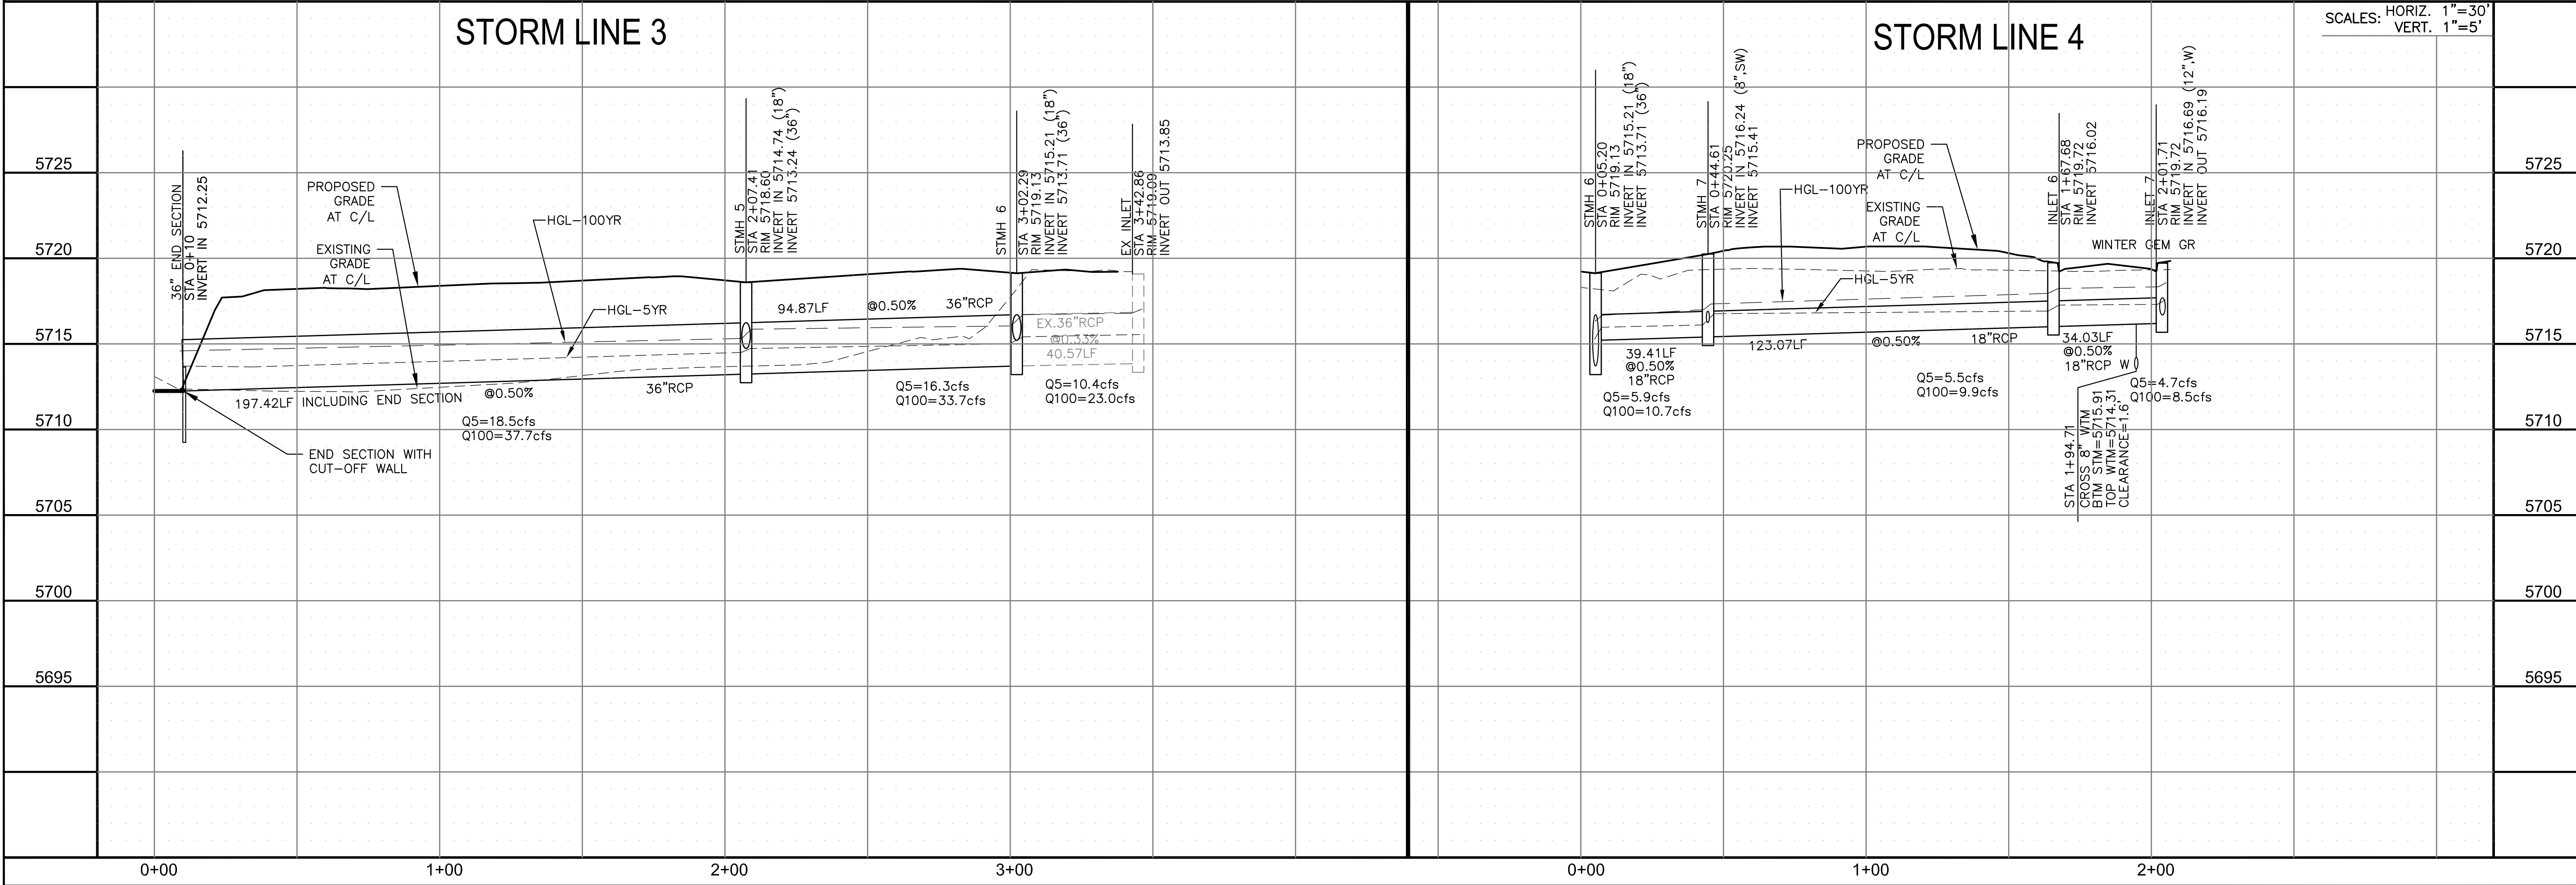 STORM LINE 3
5725
5720
5715
5710
5705
5700
5695
36" END SECTION
STA 0+10
INVERT IN 5712.25
PROPOSED
GRADE
AT C/L
EXISTING
GRADE
AT C/L
HGL-100YR
HGL-5YR
197.42LF INCLUDING END SECTION
@0.50%
36"RCP
Q5=18.5cfs
Q100=37.7cfs
END SECTION WITH
CUT-OFF WALL
STMH 5
STA 2+07.41
RIM 5718.60
INVERT IN 5714.74 (18")
INVERT 5713.24 (36")
94.87LF
@0.50%
36"RCP
Q5=16.3cfs
Q100=33.7cfs
STMH 6
STA 3+02.29
RIM 5719.13
INVERT IN 5715.21 (18")
INVERT 5713.71 (36")
EX.36"RCP
@0.33%
40.57LF
Q5=10.4cfs
Q100=23.0cfs
EX INLET
STA 3+42.86
RIM 5719.09
INVERT OUT 5713.85
0+00
1+00
2+00
3+00
STORM LINE 4
SCALES: HORIZ. 1"=30'
VERT. 1"=5'
STMH 6
STA 0+05.20
RIM 5719.13
INVERT IN 5715.21 (18")
INVERT 5713.71 (36")
39.41LF
@0.50%
18"RCP
Q5=5.9cfs
Q100=10.7cfs
STMH 7
STA 0+44.61
RIM 5720.25
INVERT IN 5716.24 (8",SW)
INVERT 5715.41
HGL-100YR
PROPOSED
GRADE
AT C/L
EXISTING
GRADE
AT C/L
HGL-5YR
123.07LF
@0.50%
18"RCP
Q5=5.5cfs
Q100=9.9cfs
INLET 6
STA 1+67.68
RIM 5719.72
INVERT 5716.02
WINTER GEM GR
34.03LF
@0.50%
18"RCP
W
Q5=4.7cfs
Q100=8.5cfs
INLET 7
STA 2+01.71
RIM 5719.72
INVERT IN 5716.69 (12",W)
INVERT OUT 5716.19
STA 1+94.71
CROSS 8" WTM
BTM STM=5715.91
TOP WTM=5714.31
CLEARANCE=1.6'
5725
5720
5715
5710
5705
5700
5695
0+00
1+00
2+00